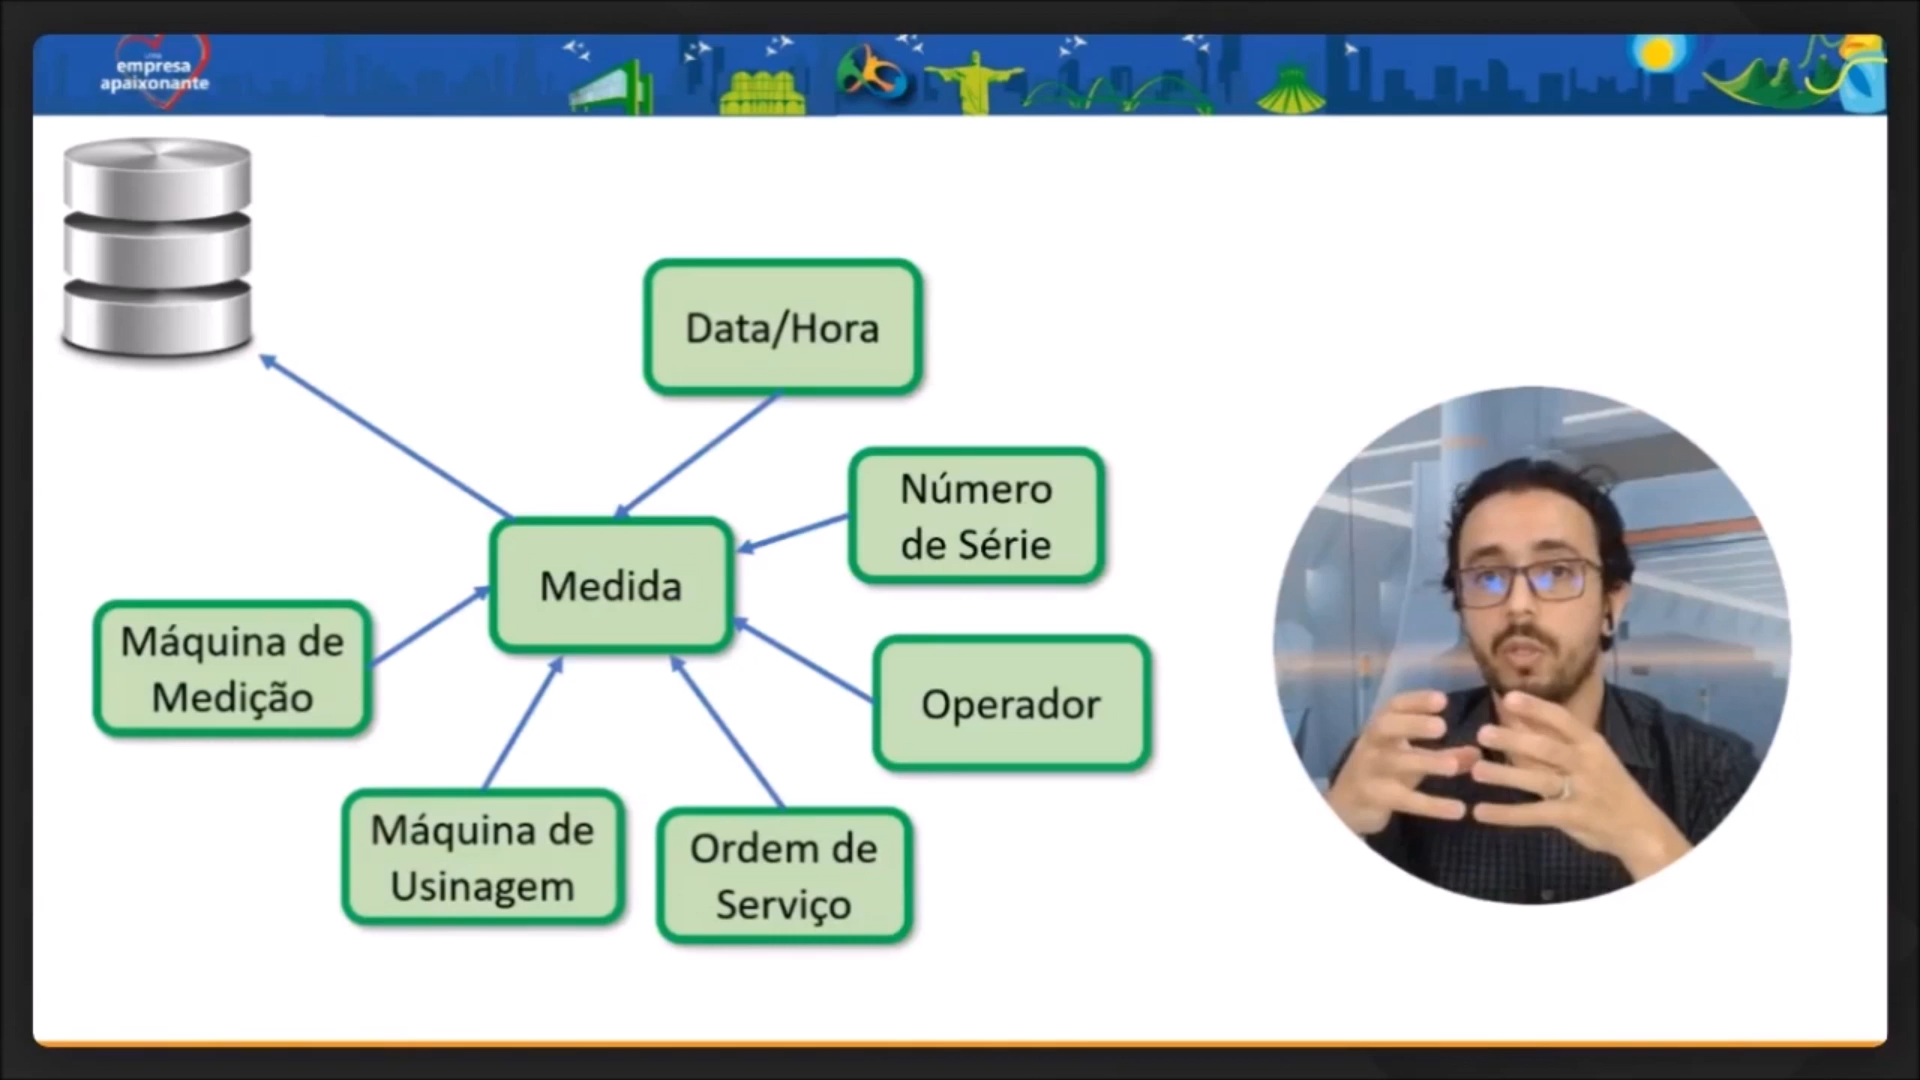 empresa
apaixonante
Data/Hora
Número
de Série
Medida
Máquina de
Medição
Operador
Máquina de
Usinagem
Ordem de
Serviço